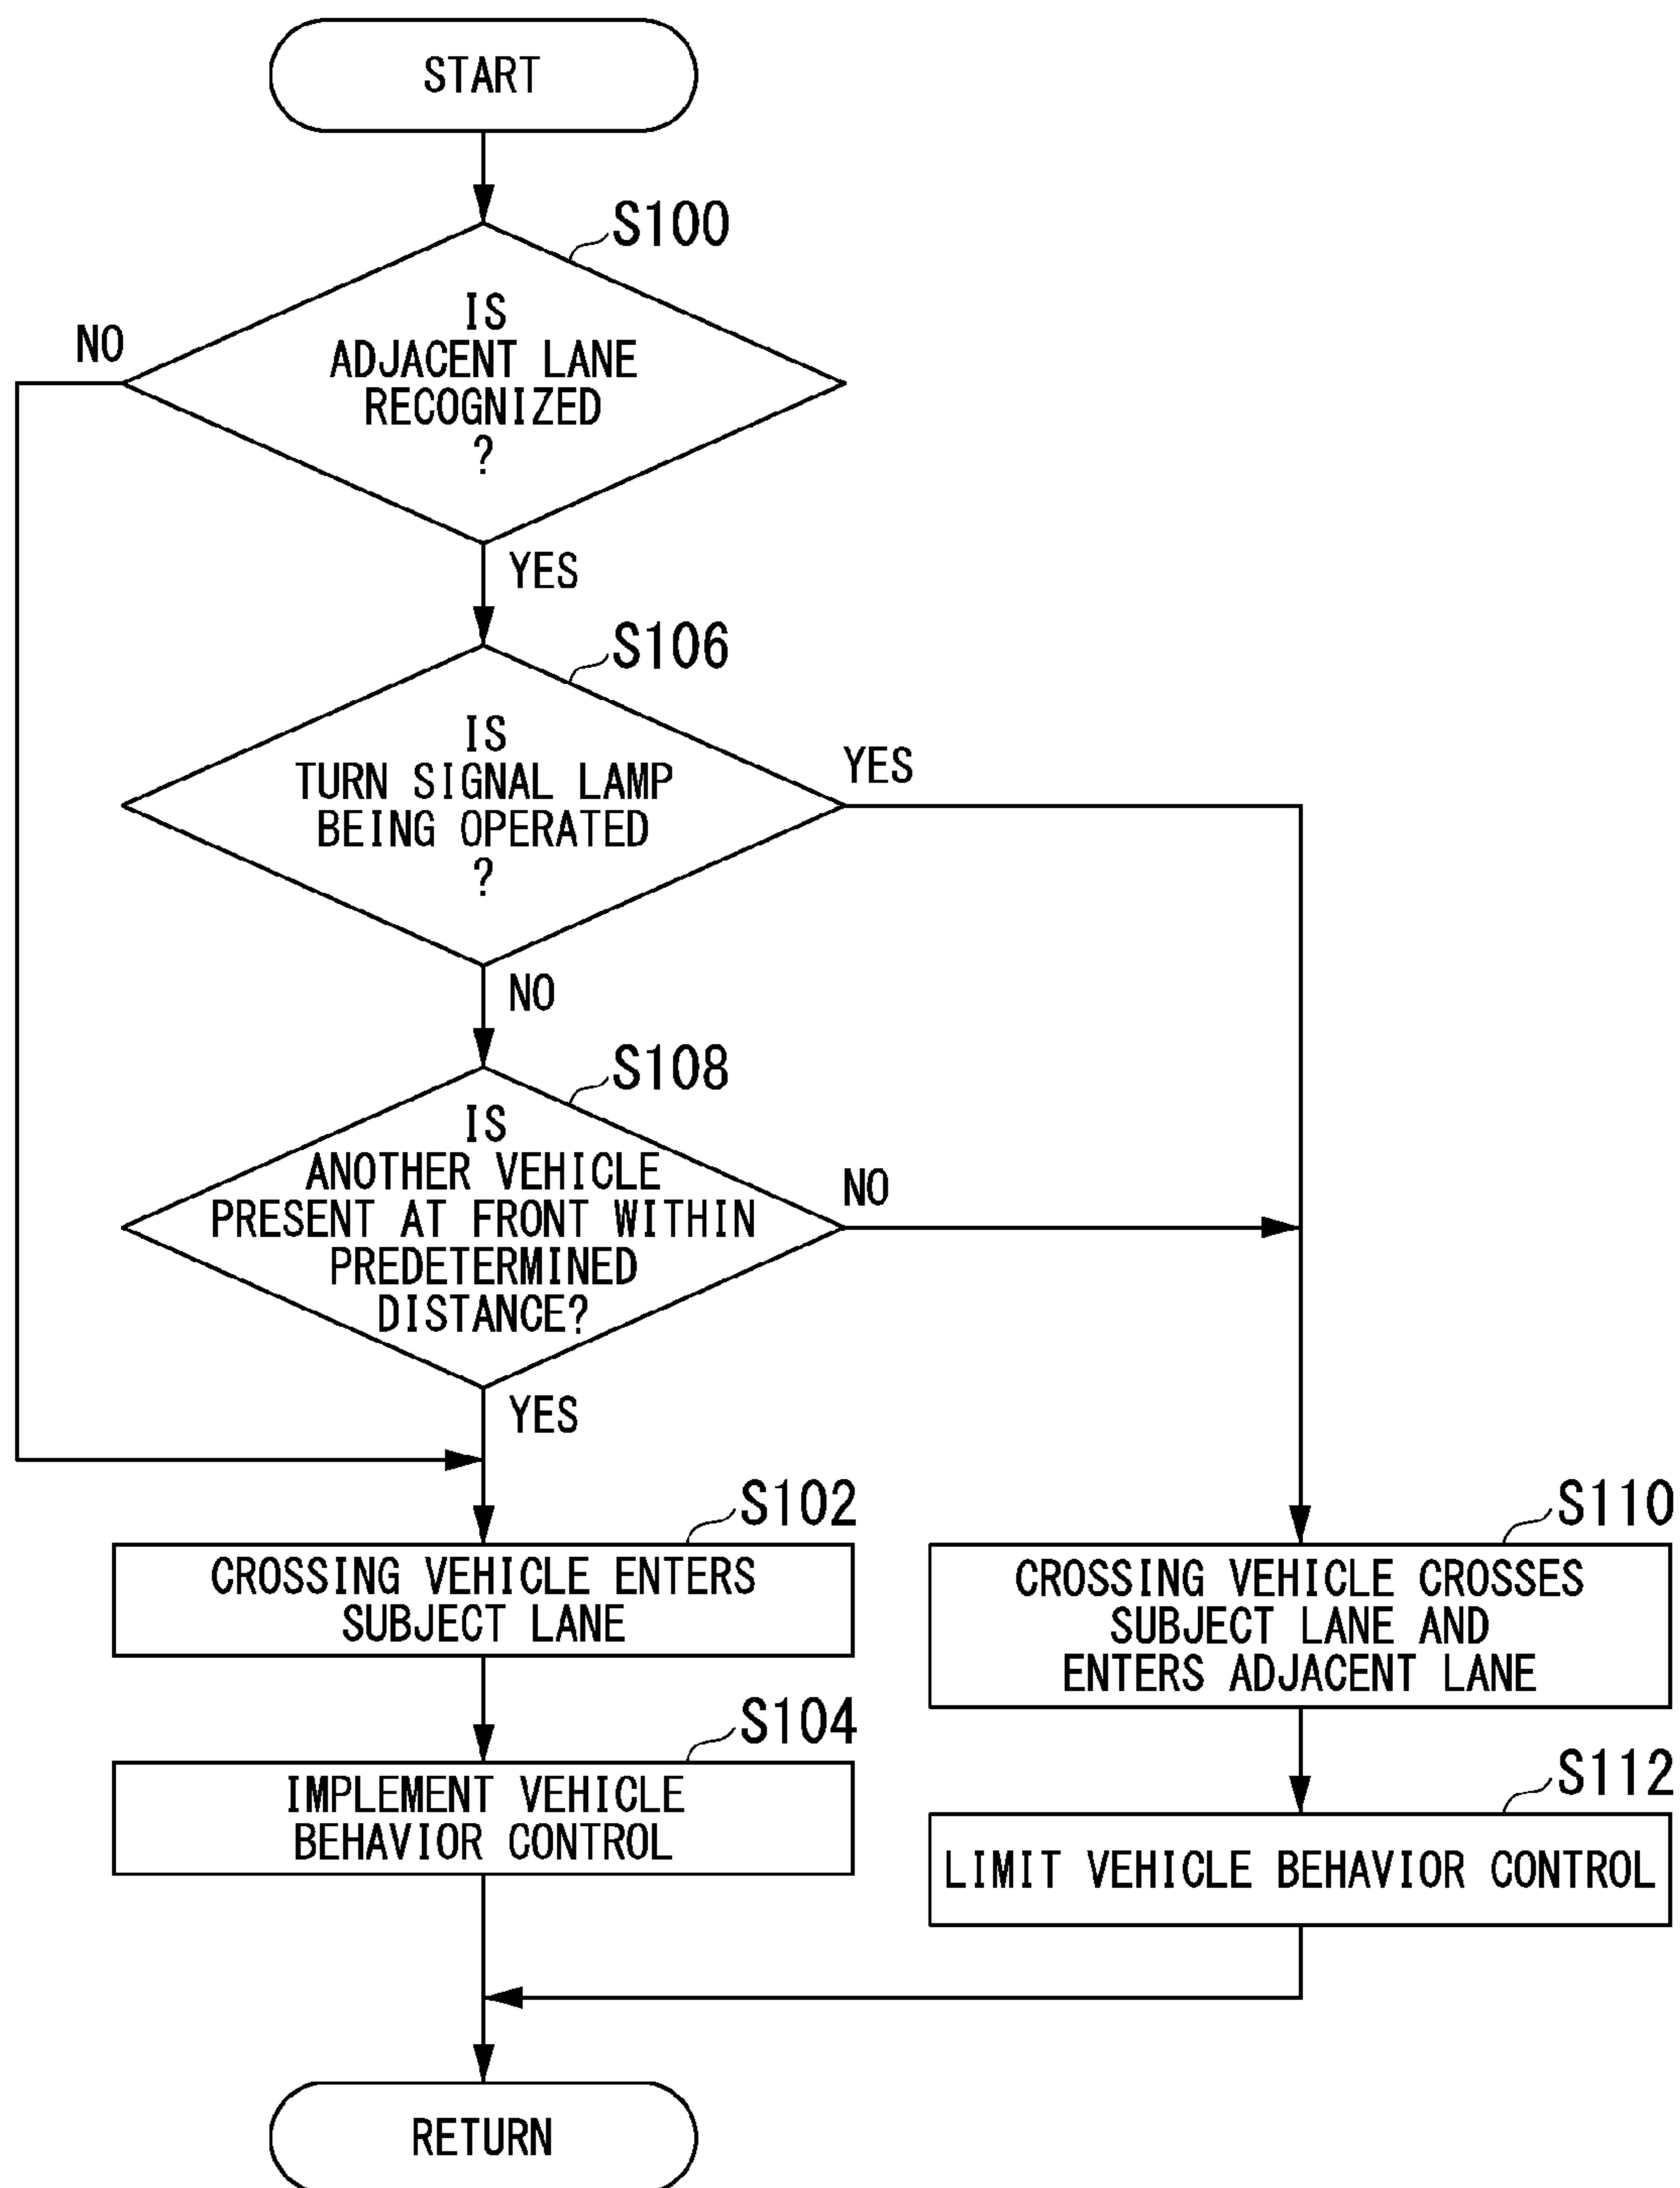 START
S100
IS
ADJACENT LANE
RECOGNIZED
?
NO
YES
S106
IS
TURN SIGNAL LAMP
BEING OPERATED
?
YES
NO
S108
IS
ANOTHER VEHICLE
PRESENT AT FRONT WITHIN
PREDETERMINED
DISTANCE?
NO
YES
S102
CROSSING VEHICLE ENTERS
SUBJECT LANE
S104
IMPLEMENT VEHICLE
BEHAVIOR CONTROL
S110
CROSSING VEHICLE CROSSES
SUBJECT LANE AND
ENTERS ADJACENT LANE
S112
LIMIT VEHICLE BEHAVIOR CONTROL
RETURN